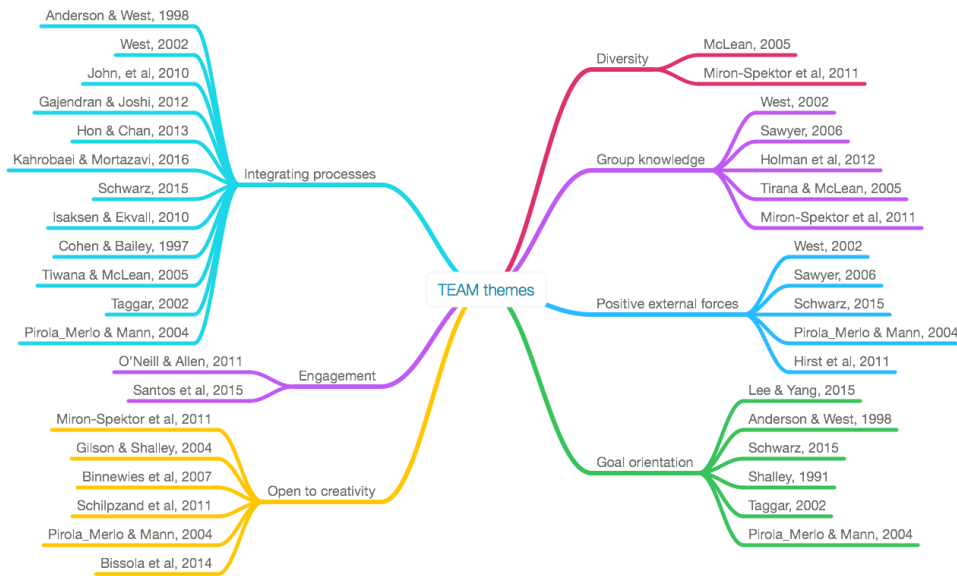 TEAM themes
Integrating processes
Anderson & West, 1998
West, 2002
John, et al, 2010
Gajendran & Joshi, 2012
Hon & Chan, 2013
Kahrobaei & Mortazavi, 2016
Schwarz, 2015
Isaksen & Ekvall, 2010
Cohen & Bailey, 1997
Tiwana & McLean, 2005
Taggar, 2002
Pirola_Merlo & Mann, 2004
Engagement
O'Neill & Allen, 2011
Santos et al, 2015
Open to creativity
Miron-Spektor et al, 2011
Gilson & Shalley, 2004
Binnewies et al, 2007
Schilpzand et al, 2011
Pirola_Merlo & Mann, 2004
Bissola et al, 2014
Diversity
McLean, 2005
Miron-Spektor et al, 2011
Group knowledge
West, 2002
Sawyer, 2006
Holman et al, 2012
Tirana & McLean, 2005
Miron-Spektor et al, 2011
Positive external forces
West, 2002
Sawyer, 2006
Schwarz, 2015
Pirola_Merlo & Mann, 2004
Hirst et al, 2011
Goal orientation
Lee & Yang, 2015
Anderson & West, 1998
Schwarz, 2015
Shalley, 1991
Taggar, 2002
Pirola_Merlo & Mann, 2004